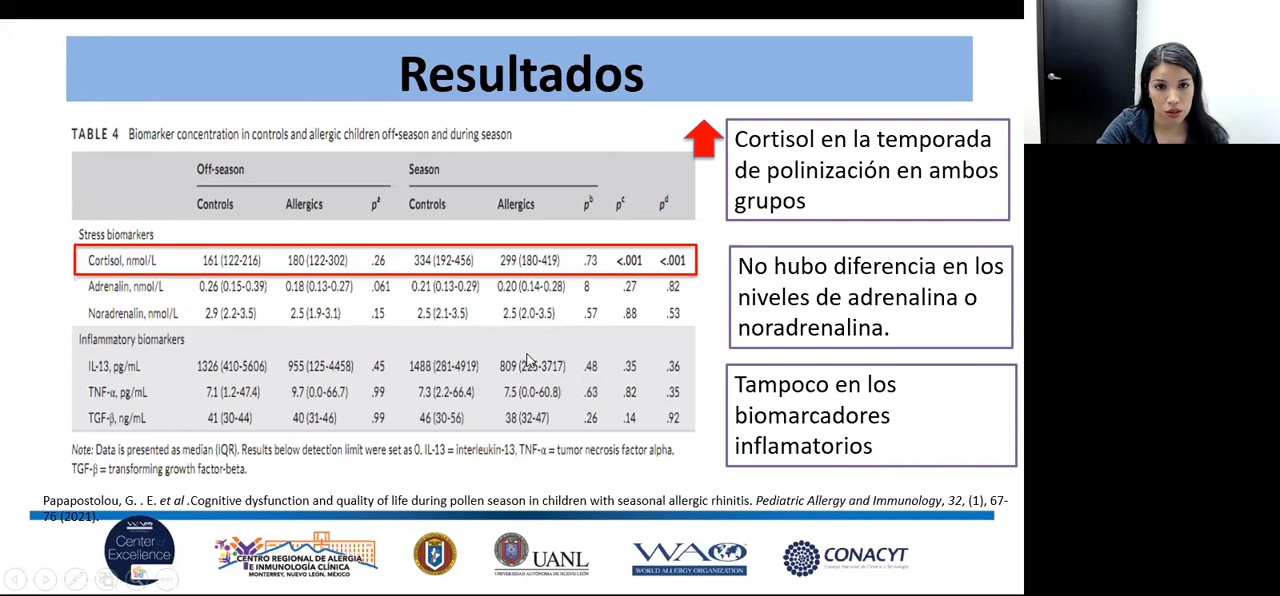 Resultados
TABLE 4 Biomarker concentration in controls and allergic children off-season and during season
Off-season Season
Controls Allergics pª Controls Allergics pᵇ pᶜ pᵈ
Stress biomarkers
Cortisol, nmol/L 161 (122-216) 180 (122-302) .26 334 (192-456) 299 (180-419) .73 <.001 <.001
Adrenalin, nmol/L 0.26 (0.15-0.39) 0.18 (0.13-0.27) .061 0.21 (0.13-0.29) 0.20 (0.14-0.28) 8 .27 .82
Noradrenalin, nmol/L 2.9 (2.2-3.5) 2.5 (1.9-3.1) .15 2.5 (2.1-3.5) 2.5 (2.0-3.5) .57 .88 .53
Inflammatory biomarkers
IL-13, pg/mL 1326 (410-5606) 955 (125-4458) .45 1488 (281-4919) 809 -3717) .48 .35 .36
TNF-α, pg/mL 7.1 (1.2-47.4) 9.7 (0.0-66.7) .99 7.3 (2.2-66.4) 7.5 (0.0-60.8) .63 .82 .35
TGF-β, ng/mL 41 (30-44) 40 (31-46) .99 46 (30-56) 38 (32-47) .26 .14 .92
Note: Data is presented as median (IQR). Results below detection limit were set as 0. IL-13 = interleukin-13, TNF-α = tumor necrosis factor alpha,
TGF-β = transforming growth factor-beta.
Cortisol en la temporada
de polinización en ambos
grupos
No hubo diferencia en los
niveles de adrenalina o
noradrenalina.
Tampoco en los
biomarcadores
inflamatorios
Papapostolou, G. . E. et al .Cognitive dysfunction and quality of life during pollen season in children with seasonal allergic rhinitis. Pediatric Allergy and Immunology, 32, (1), 67-
76 (2021).
WAO
Center of
Excellence
CENTRO REGIONAL DE ALERGIA
E INMUNOLOGÍA CLÍNICA
MONTERREY, NUEVO LEÓN, MÉXICO
UANL
UNIVERSIDAD AUTÓNOMA DE NUEVO LEÓN
WAO
WORLD ALLERGY ORGANIZATION
CONACYT
Consejo Nacional de Ciencia y Tecnología